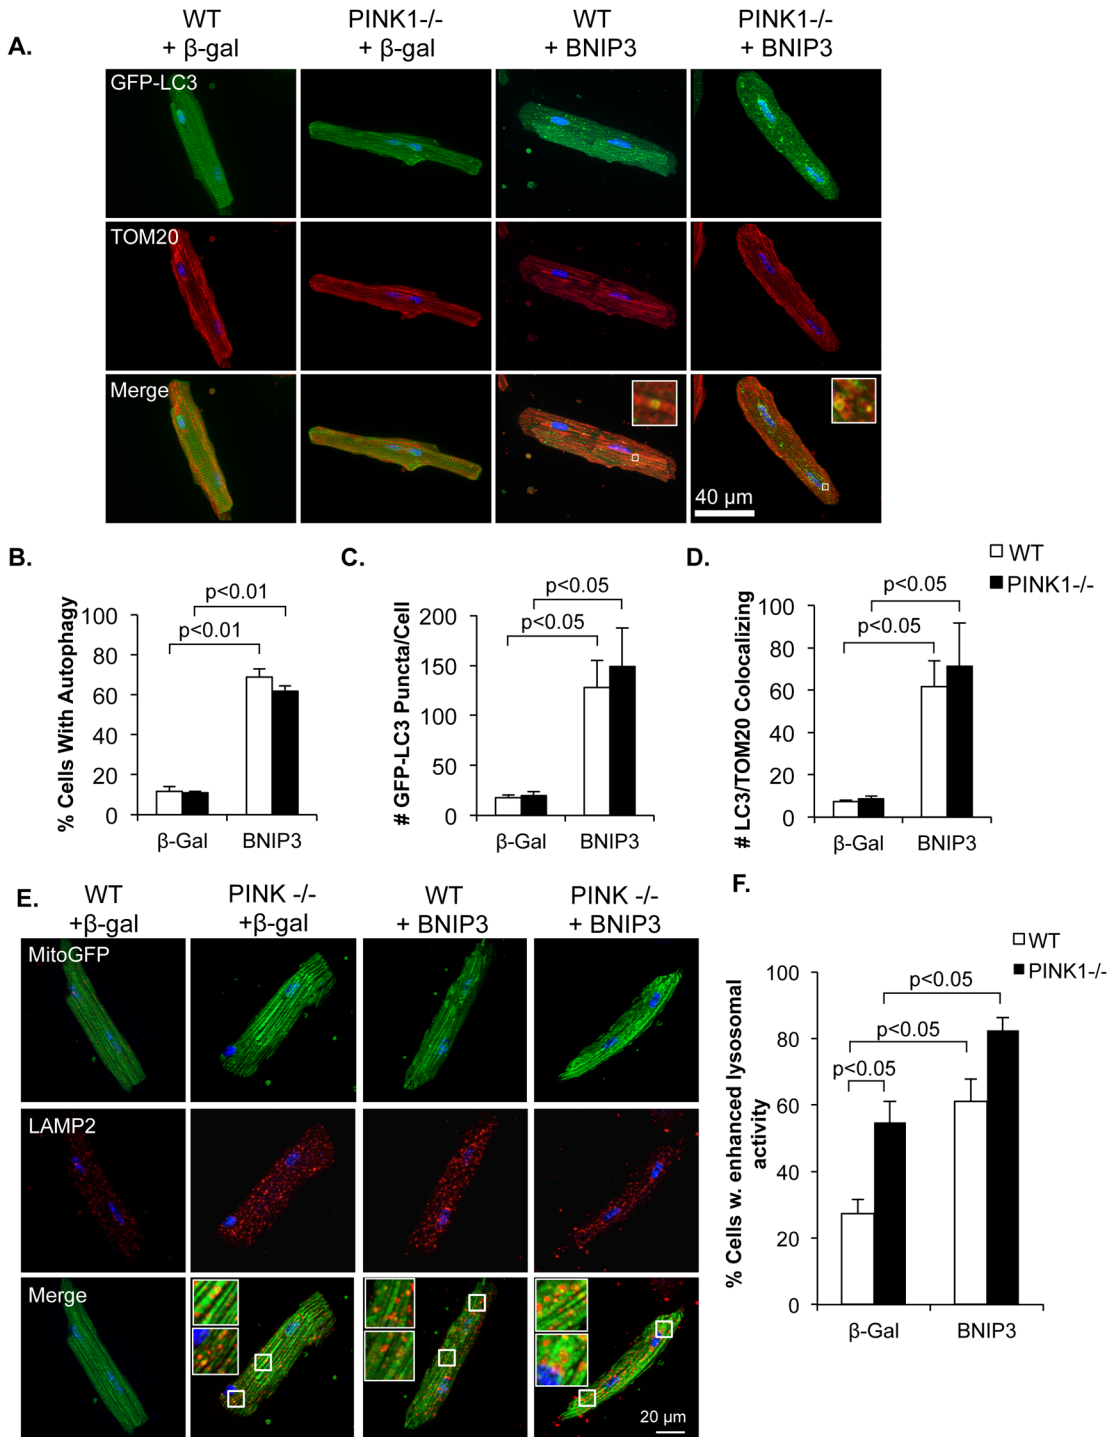 A.
WT
+ β-gal
PINK1-/-
+ β-gal
WT
+ BNIP3
PINK1-/-
+ BNIP3
GFP-LC3
TOM20
Merge
40 μm
B.
% Cells With Autophagy
100
80
60
40
20
0
p<0.01
p<0.01
β-Gal
BNIP3
C.
# GFP-LC3 Puncta/Cell
200
150
100
50
0
p<0.05
p<0.05
β-Gal
BNIP3
D.
# LC3/TOM20 Colocalizing
100
80
60
40
20
0
p<0.05
p<0.05
β-Gal
BNIP3
WT
PINK1-/-
E.
WT
+β-gal
PINK -/-
+β-gal
WT
+ BNIP3
PINK -/-
+ BNIP3
MitoGFP
LAMP2
Merge
20 μm
F.
WT
PINK1-/-
% Cells w. enhanced lysosomal
activity
100
80
60
40
20
0
p<0.05
p<0.05
p<0.05
β-Gal
BNIP3